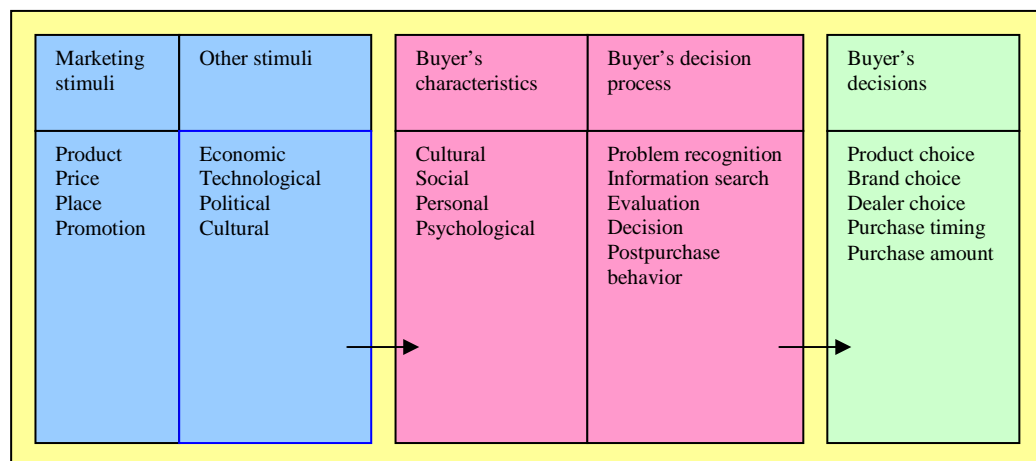 Marketing
stimuli
Other stimuli
Buyer’s
characteristics
Buyer’s decision
process
Buyer’s
decisions
Product
Price
Place
Promotion
Economic
Technological
Political
Cultural
Cultural
Social
Personal
Psychological
Problem recognition
Information search
Evaluation
Decision
Postpurchase
behavior
Product choice
Brand choice
Dealer choice
Purchase timing
Purchase amount